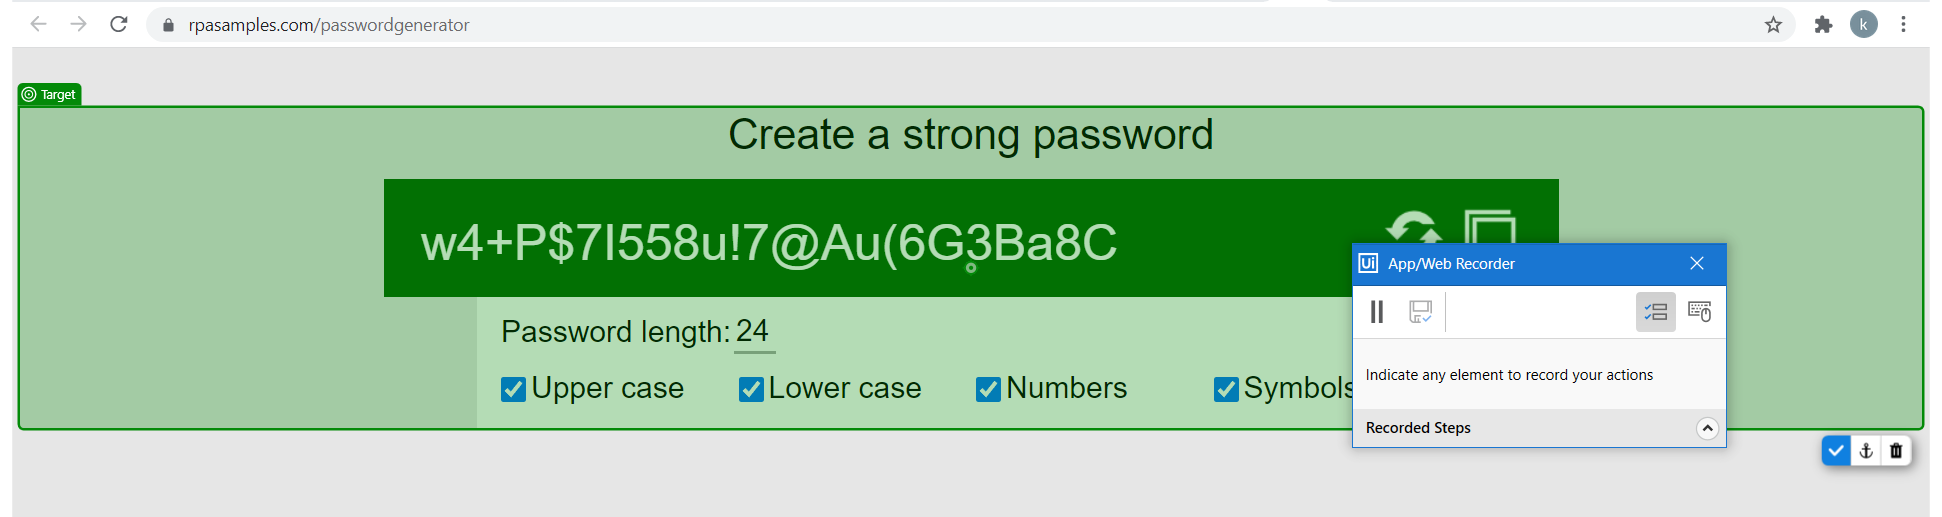 rpasamples.com/passwordgenerator
k
Target
Create a strong password
w4+P$7I558u!7@Au(6G3Ba8C
Ui App/Web Recorder
Password length: 24
Upper case Lower case Numbers Symbols
Indicate any element to record your actions
Recorded Steps